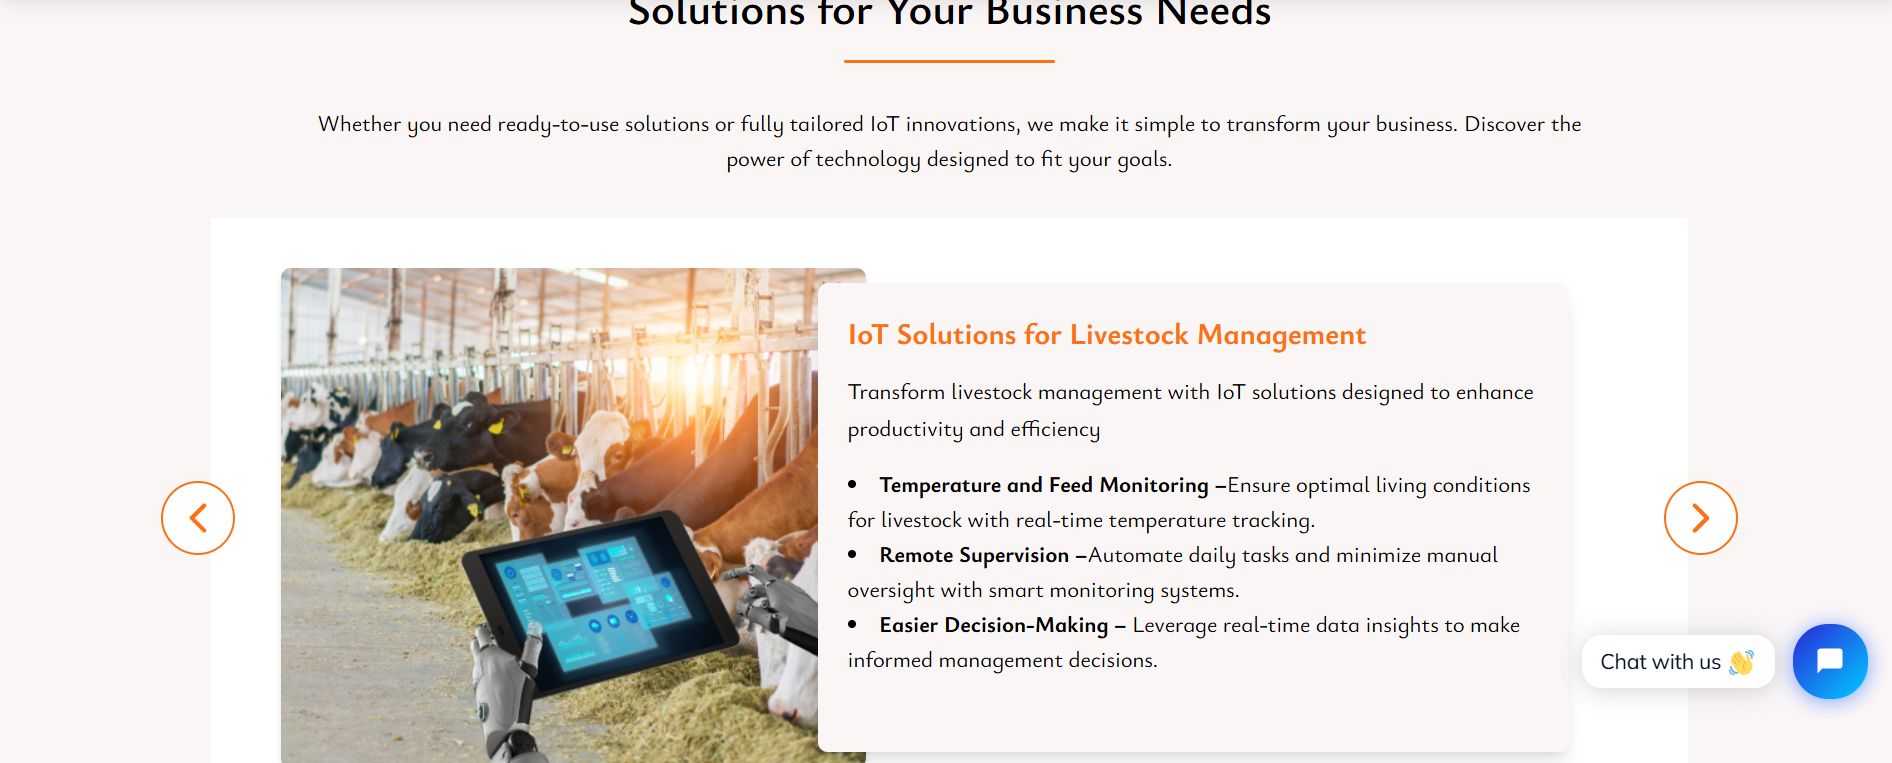 Solutions for Your Business Needs
Whether you need ready-to-use solutions or fully tailored IoT innovations, we make it simple to transform your business. Discover the
power of technology designed to fit your goals.
IoT Solutions for Livestock Management
Transform livestock management with IoT solutions designed to enhance
productivity and efficiency
• Temperature and Feed Monitoring –Ensure optimal living conditions
for livestock with real-time temperature tracking.
• Remote Supervision –Automate daily tasks and minimize manual
oversight with smart monitoring systems.
• Easier Decision-Making – Leverage real-time data insights to make
informed management decisions.
Chat with us 👋